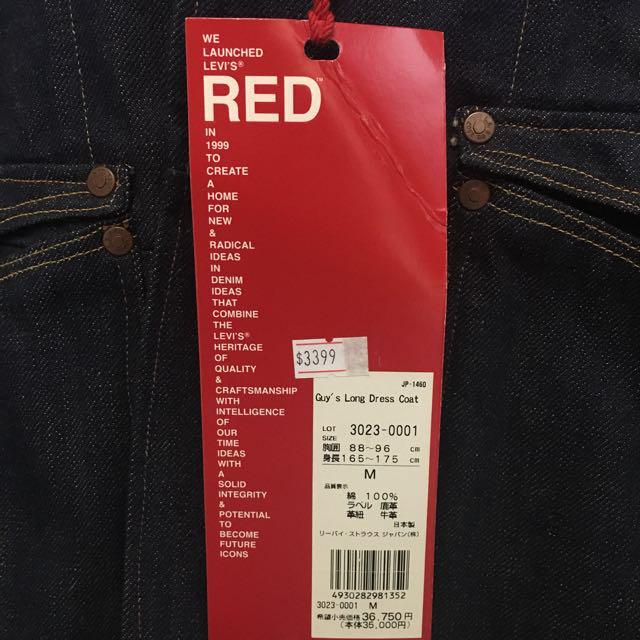 WE
LAUNCHED
LEVI'S®
RED™
IN
1999
TO
CREATE
A
HOME
FOR
NEW
&
RADICAL
IDEAS
IN
DENIM
IDEAS
THAT
COMBINE
THE
LEVI'S®
HERITAGE
OF
QUALITY
&
CRAFTSMANSHIP
WITH
INTELLIGENCE
OF
OUR
TIME
IDEAS
WITH
A
SOLID
INTEGRITY
&
POTENTIAL
TO
BECOME
FUTURE
ICONS
$3399
JP-1460
Guy's Long Dress Coat
LOT 3023-0001
SIZE
胸囲 88~96 cm
身長165~175 cm
M
品質表示
綿 100%
ラベル 鹿革
革紐 牛革
日本製
リーバイ・ストラウス ジャパン(株)
4930282981352
3023-0001 M
希望小売価格 36,750円
(本体35,000円)